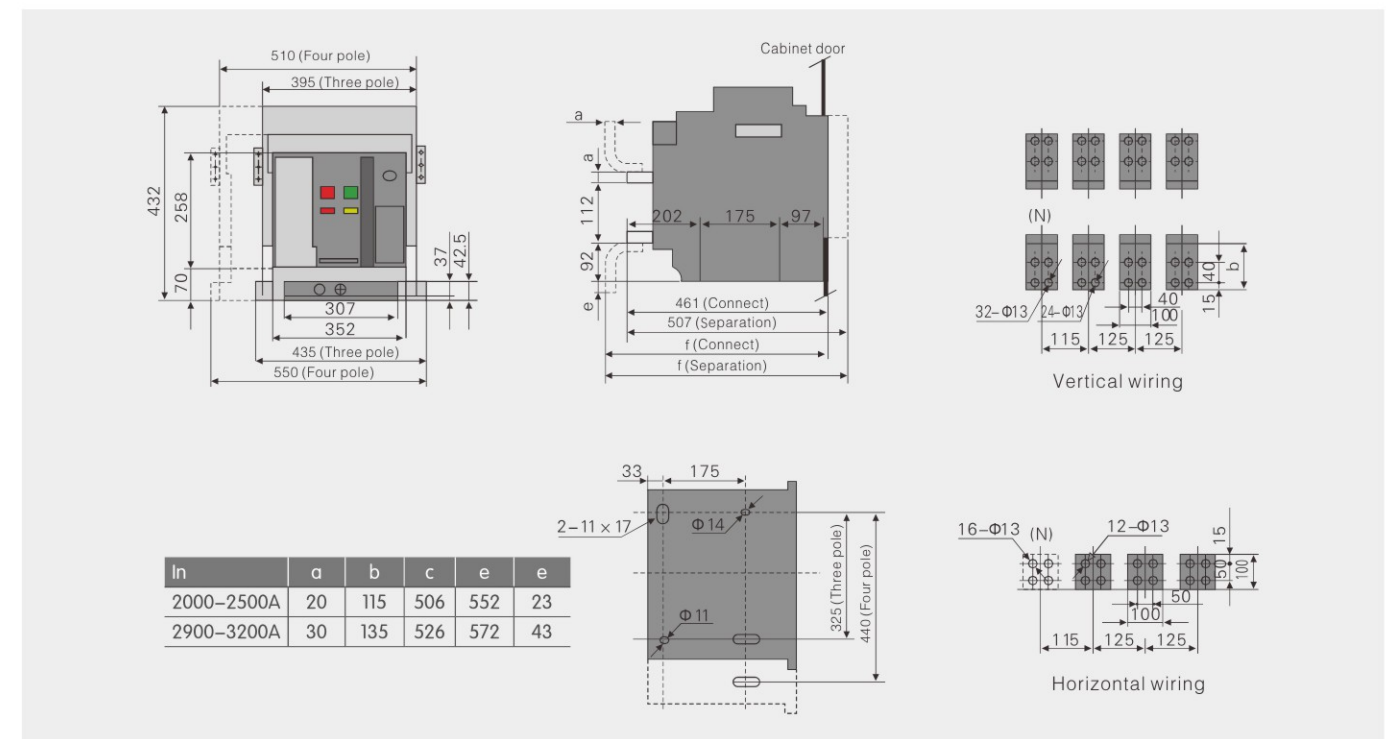 510 (Four pole)
395 (Three pole)
432
258
70
37
42.5
307
352
435 (Three pole)
550 (Four pole)
Cabinet door
a
a
112
92
e
202
175
97
461 (Connect)
507 (Separation)
f (Connect)
f (Separation)
(N)
b
40
15
32-Φ13
24-Φ13
40
100
115
125
125
Vertical wiring
In a b c e e
2000-2500A 20 115 506 552 23
2900-3200A 30 135 526 572 43
33
175
2-11×17
Φ14
Φ11
325 (Three pole)
440 (Four pole)
16-Φ13
(N)
12-Φ13
15
50
100
50
100
115
125
125
Horizontal wiring